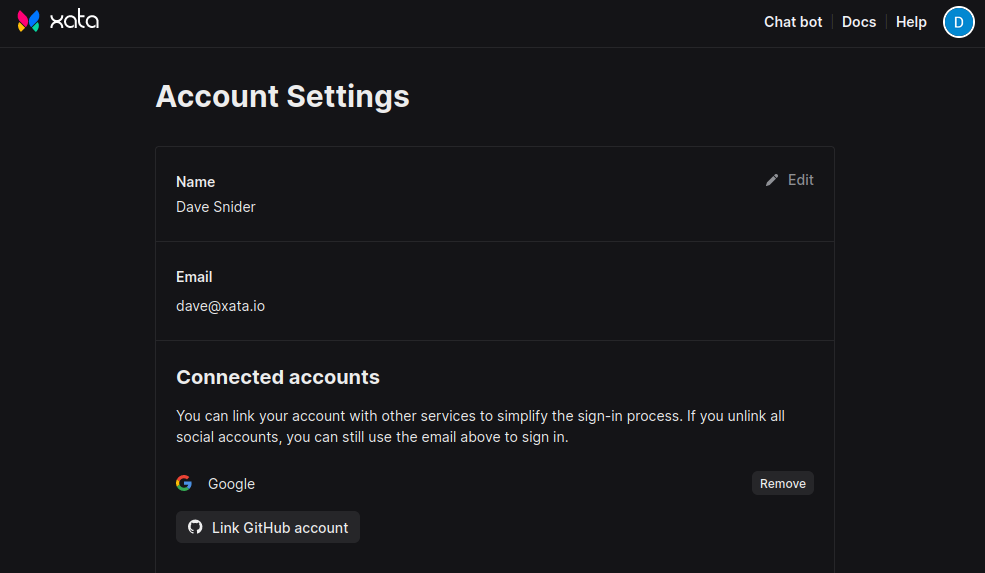 xata
Chat bot
Docs
Help
D
Account Settings
Name
Edit
Dave Snider
Email
dave@xata.io
Connected accounts
You can link your account with other services to simplify the sign-in process. If you unlink all
social accounts, you can still use the email above to sign in.
Google
Remove
Link GitHub account